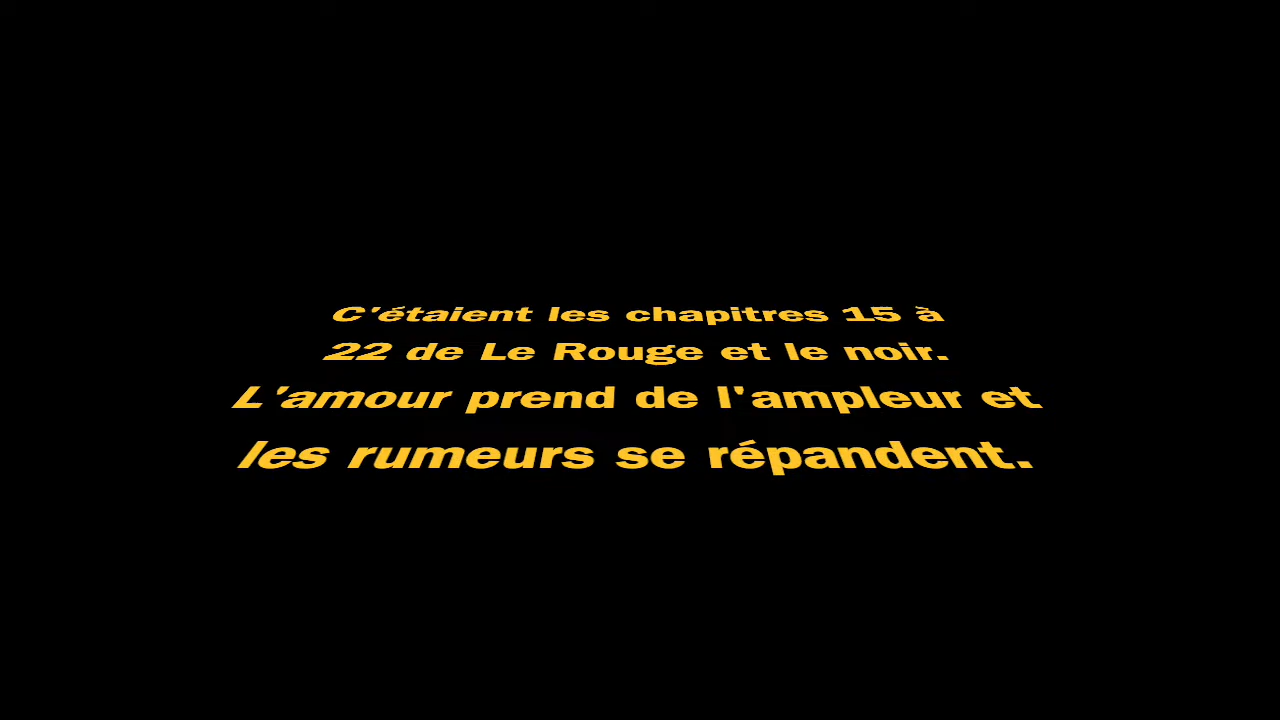 C'étaient les chapitres 15 à
22 de Le Rouge et le noir.
L'amour prend de l'ampleur et
les rumeurs se répandent.